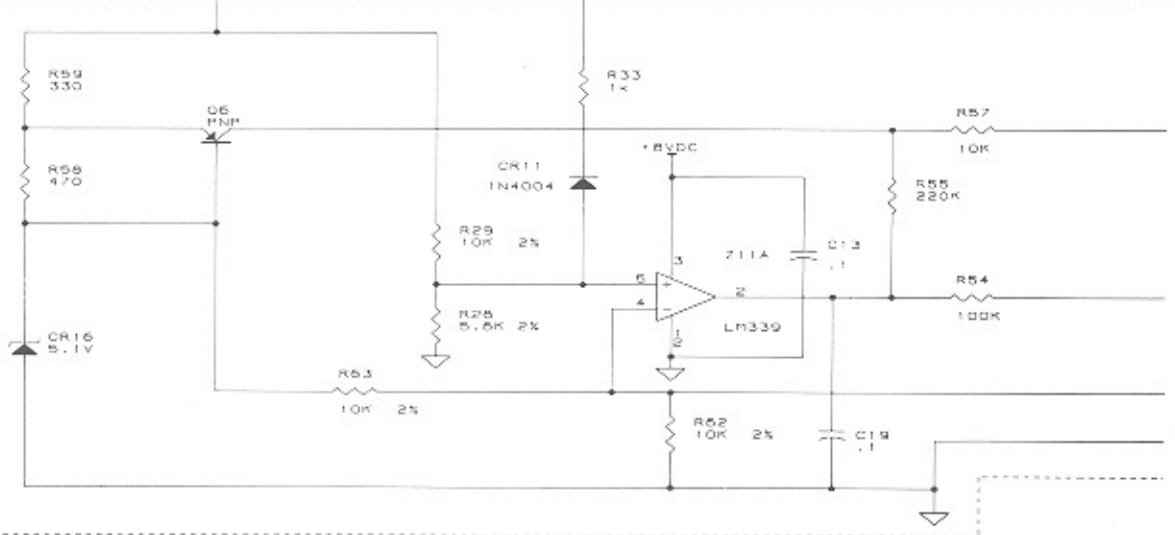 R59
330
Q6
PNP
R58
470
CR11
1N4004
R33
1K
+8VDC
R57
10K
R55
220K
R29
10K 2%
Z11A
C13
.1
3
5
4
+
-
2
1
2
LM339
R28
5.6K 2%
R54
100K
CR16
5.1V
R63
10K 2%
R62
10K 2%
C19
.1